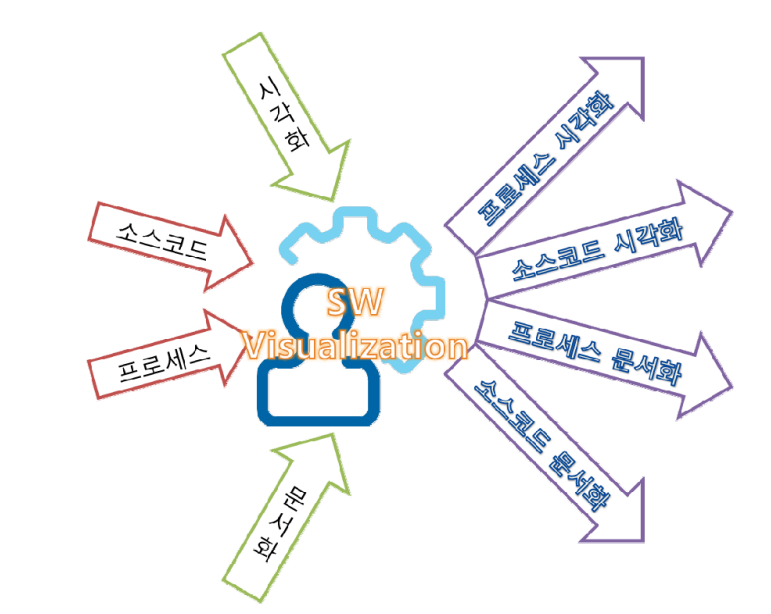 시각화
소스코드
프로세스
문서화
SW
Visualization
프로세스 시각화
소스코드 시각화
프로세스 문서화
소스코드 문서화